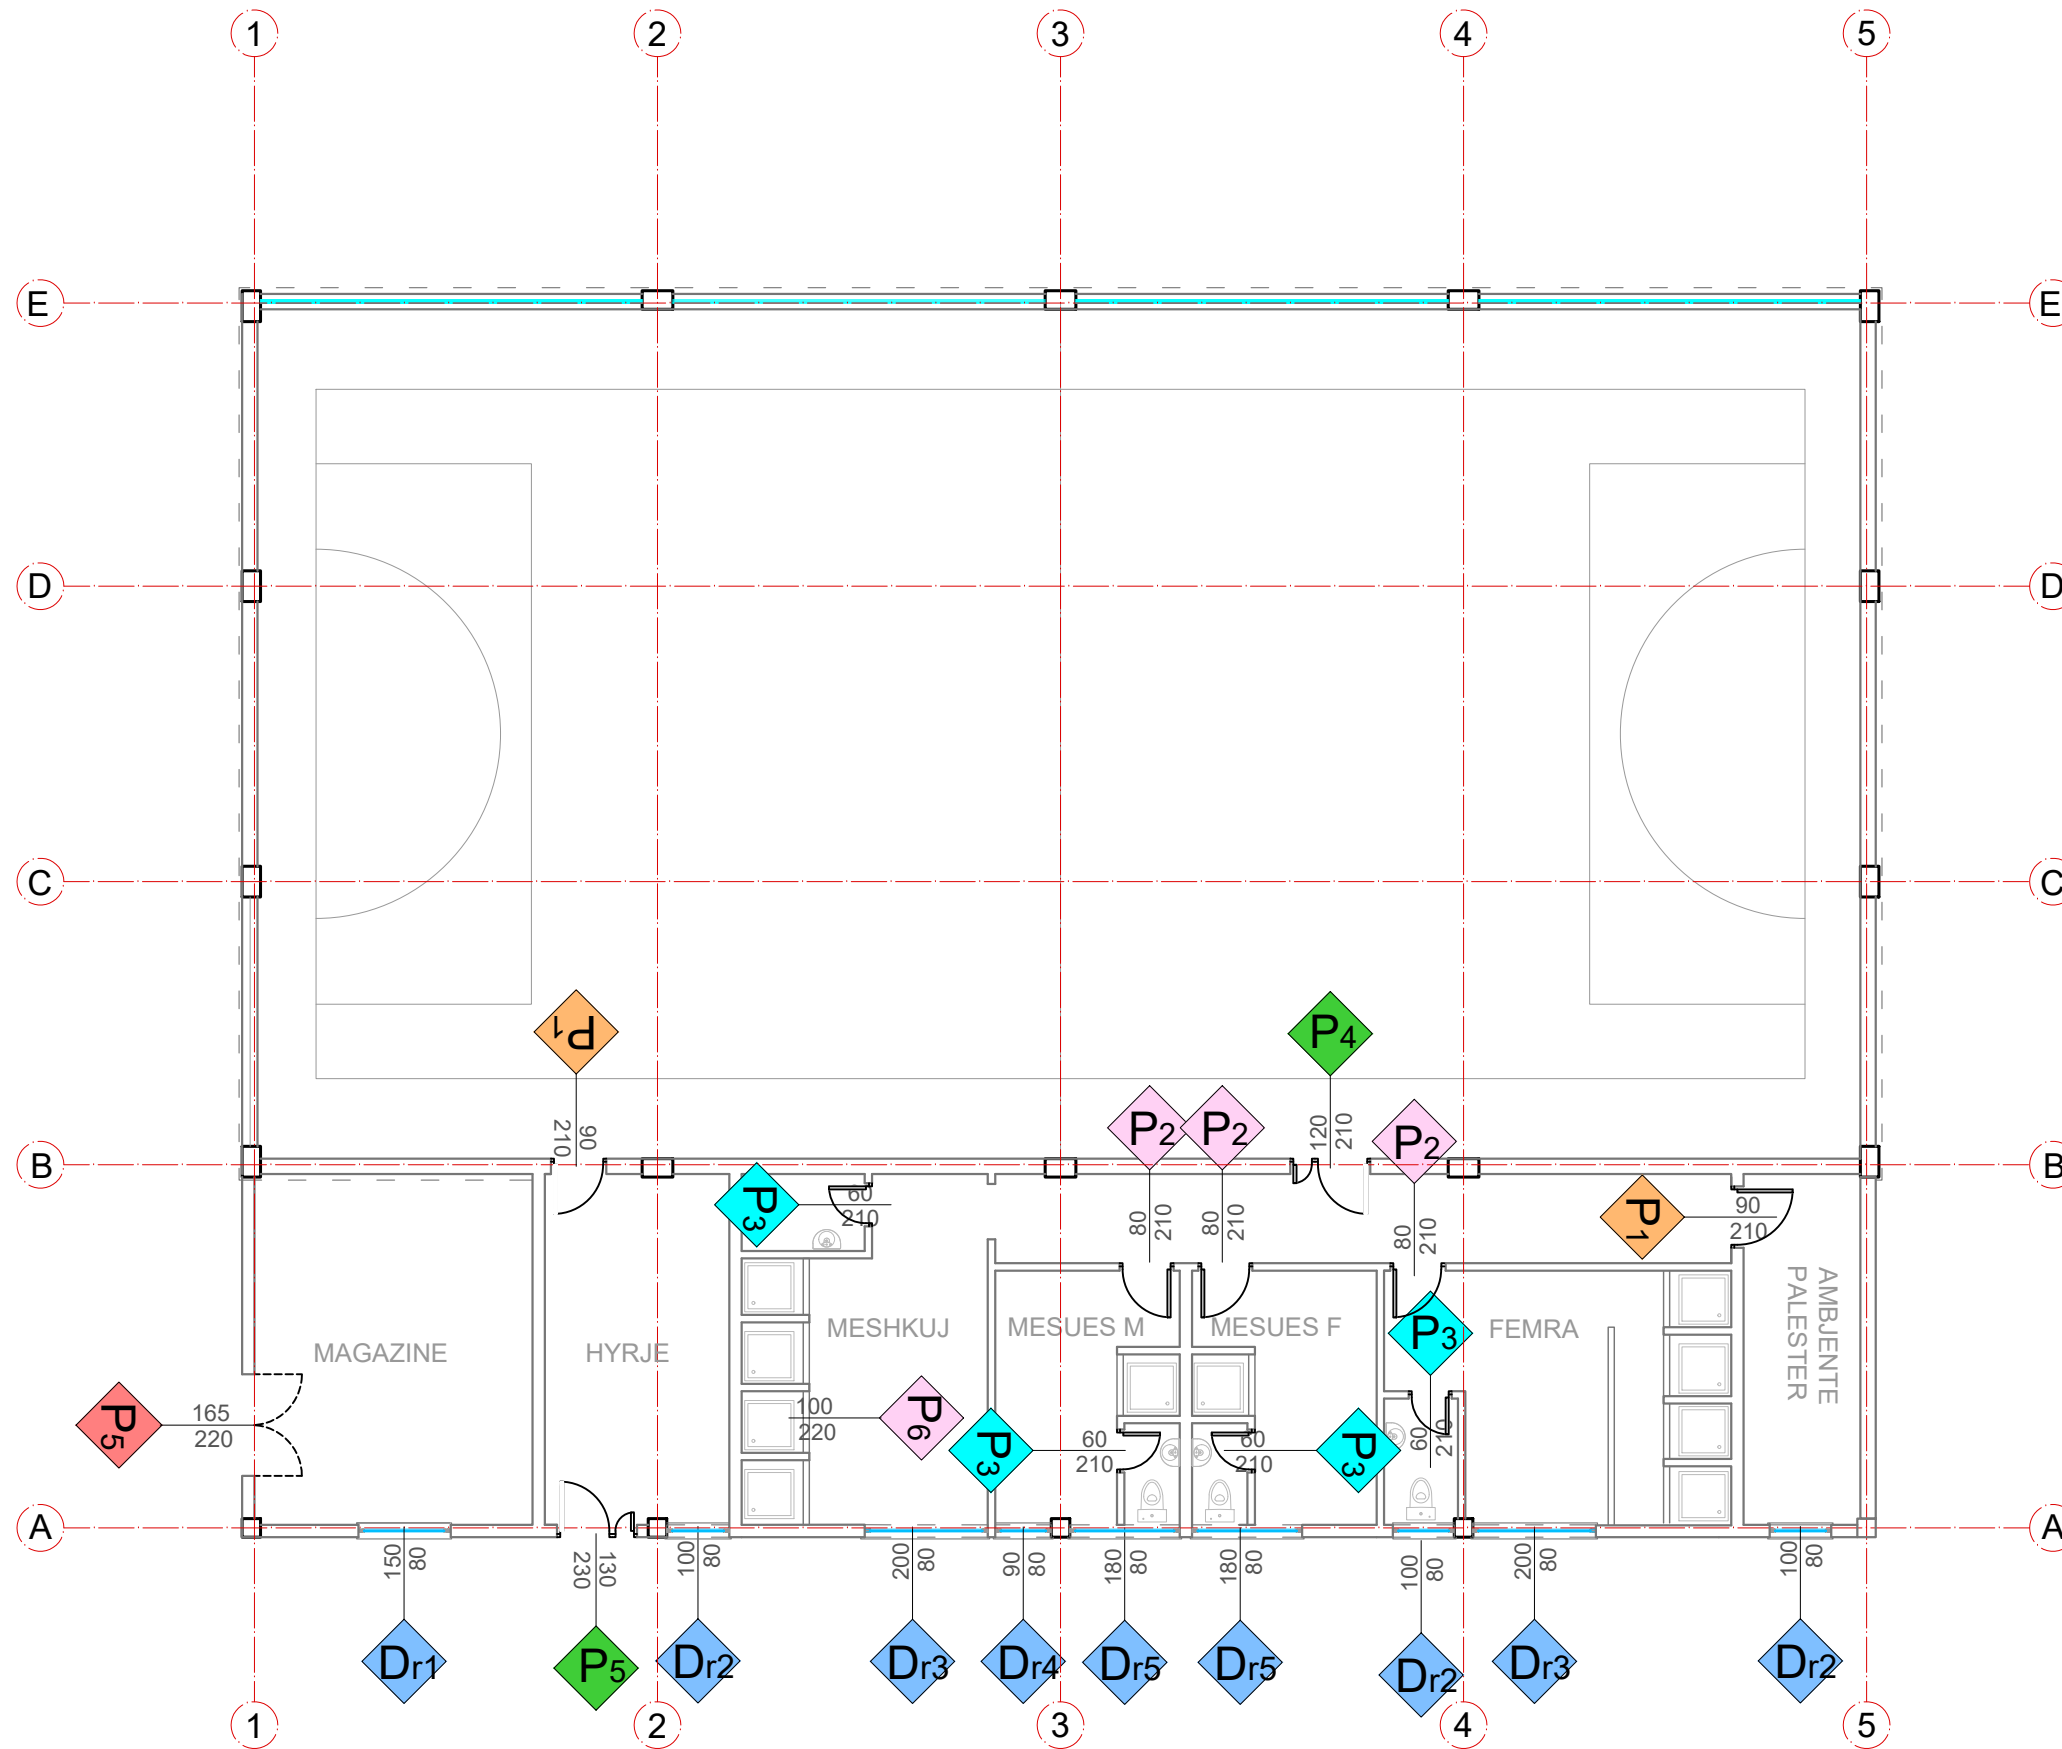 1 2 3 4 5
E E
D D
C C
P1 P4
90
210
120
210
P2 P2 P2
B B
80
210
80
210
80
210
P3
60
210
P1
90
210
AMBJENTE
PALESTER
MESHKUJ MESUES M MESUES F P3 FEMRA
MAGAZINE HYRJE
P5
165
220
100
220
P6
P3
60
210
60
210
P3
60
210
A A
150
80
130
230
100
80
200
80
90
80
180
80
180
80
100
80
200
80
100
80
Dr1 P5 Dr2 Dr3 Dr4 Dr5 Dr5 Dr2 Dr3 Dr2
1 2 3 4 5